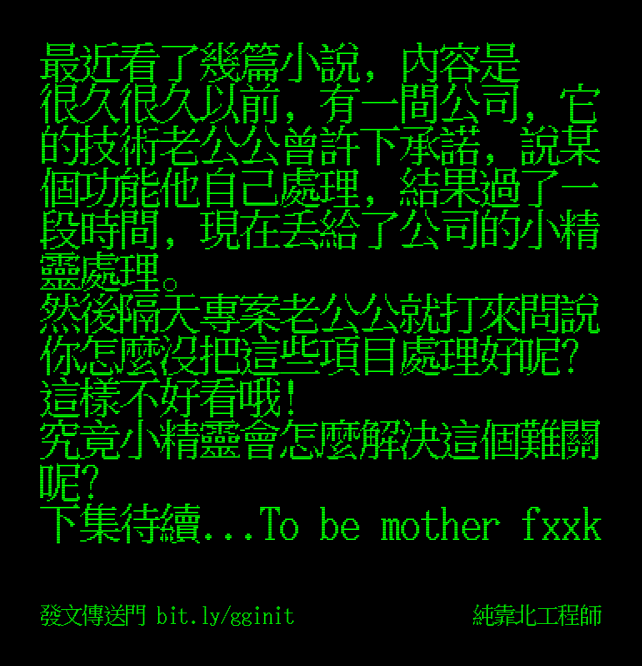 最近看了幾篇小說, 內容是
很久很久以前, 有一間公司, 它
的技術老公公曾許下承諾, 說某
個功能他自己處理, 結果過了一
段時間, 現在丟給了公司的小精
靈處理。
然後隔天專案老公公就打來問說
你怎麼沒把這些項目處理好呢?
這樣不好看哦!
究竟小精靈會怎麼解決這個難關
呢?
下集待續...To be mother fxxk
發文傳送門 bit.ly/gginit
純靠北工程師